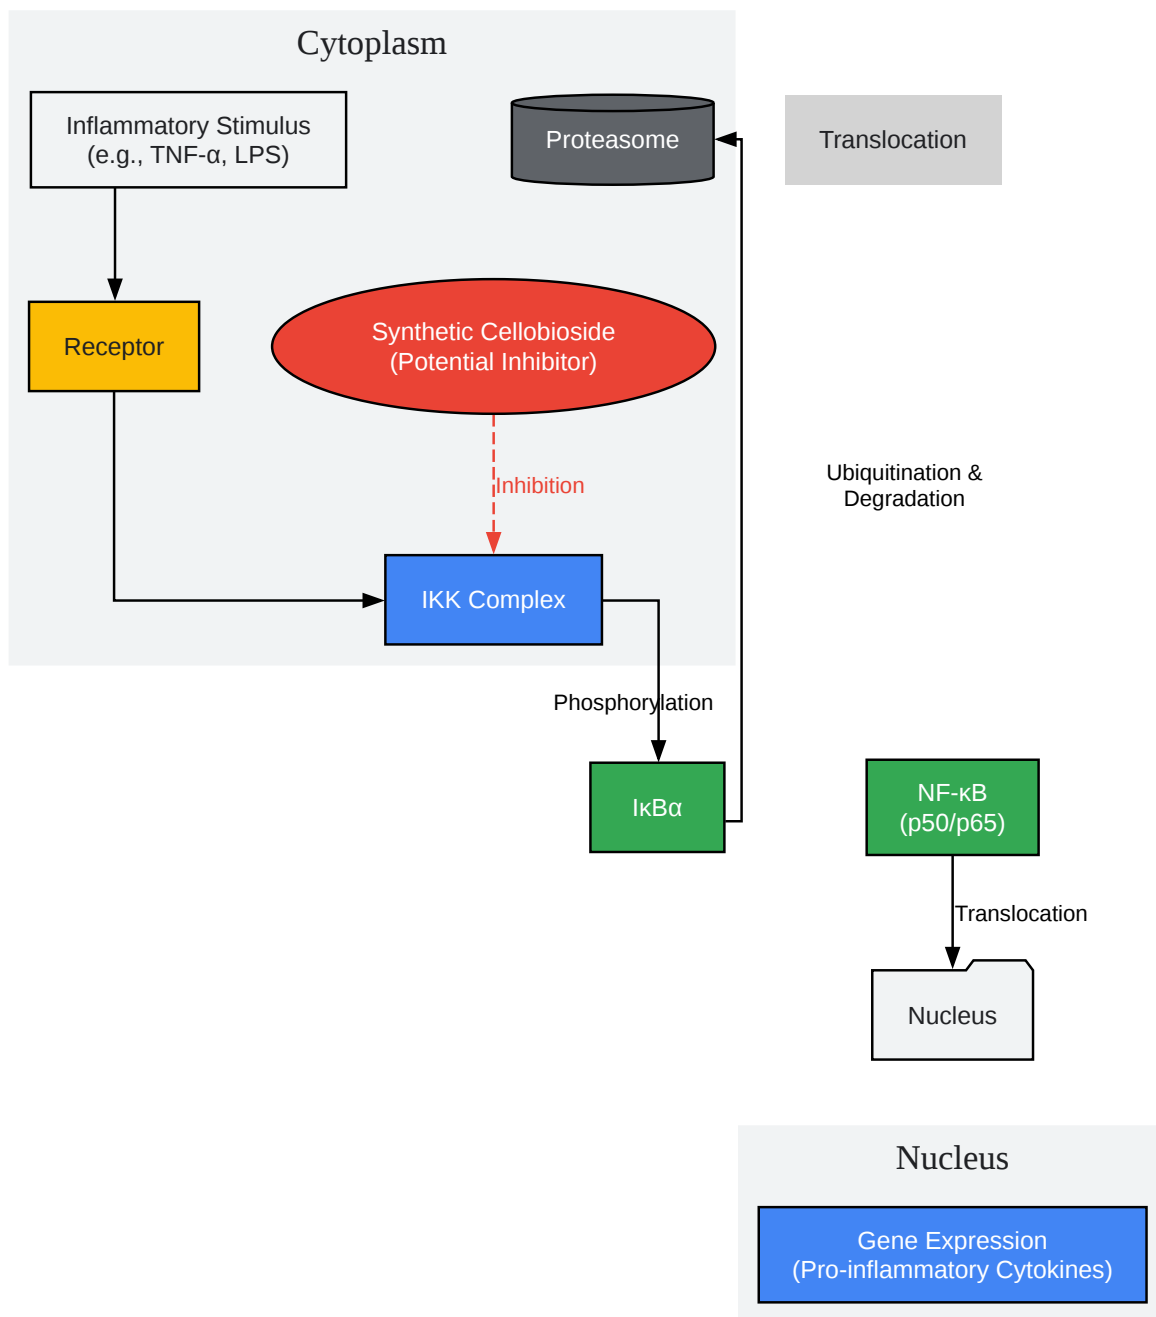 Cytoplasm
Inflammatory Stimulus
(e.g., TNF-α, LPS)
Proteasome
Translocation
Receptor
Synthetic Cellobioside
(Potential Inhibitor)
Inhibition
Ubiquitination &
Degradation
IKK Complex
Phosphorylation
IκBα
NF-κB
(p50/p65)
Translocation
Nucleus
Nucleus
Gene Expression
(Pro-inflammatory Cytokines)